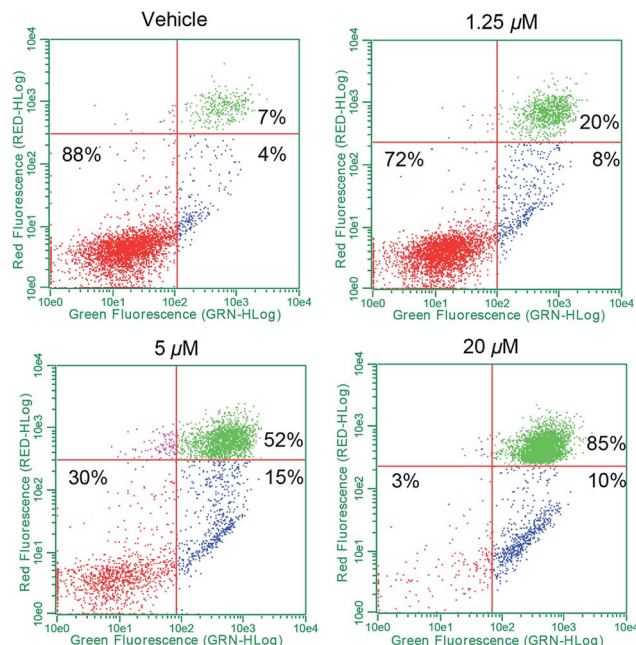 Vehicle
1.25 µM
Red Fluorescence (RED-HLog)
10e4
10e3
10e2
10e1
10e0
7%
88%
4%
10e0
10e1
10e2
10e3
10e4
Green Fluorescence (GRN-HLog)
Red Fluorescence (RED-HLog)
10e4
10e3
10e2
10e1
10e0
20%
72%
8%
10e0
10e1
10e2
10e3
10e4
Green Fluorescence (GRN-HLog)
5 µM
20 µM
Red Fluorescence (RED-HLog)
10e4
10e3
10e2
10e1
10e0
52%
30%
15%
10e0
10e1
10e2
10e3
10e4
Green Fluorescence (GRN-HLog)
Red Fluorescence (RED-HLog)
10e4
10e3
10e2
10e1
10e0
85%
3%
10%
10e0
10e1
10e2
10e3
10e4
Green Fluorescence (GRN-HLog)